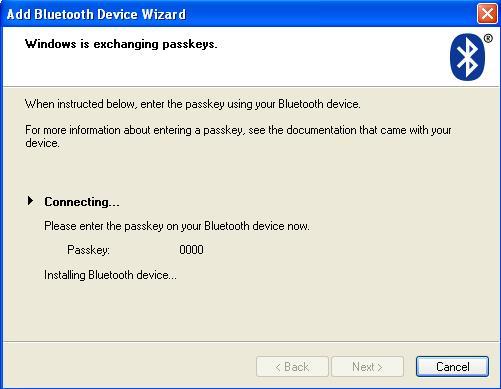 Add Bluetooth Device Wizard
Windows is exchanging passkeys.
®
When instructed below, enter the passkey using your Bluetooth device.
For more information about entering a passkey, see the documentation that came with your
device.
Connecting...
Please enter the passkey on your Bluetooth device now.
Passkey: 0000
Installing Bluetooth device...
< Back Next > Cancel